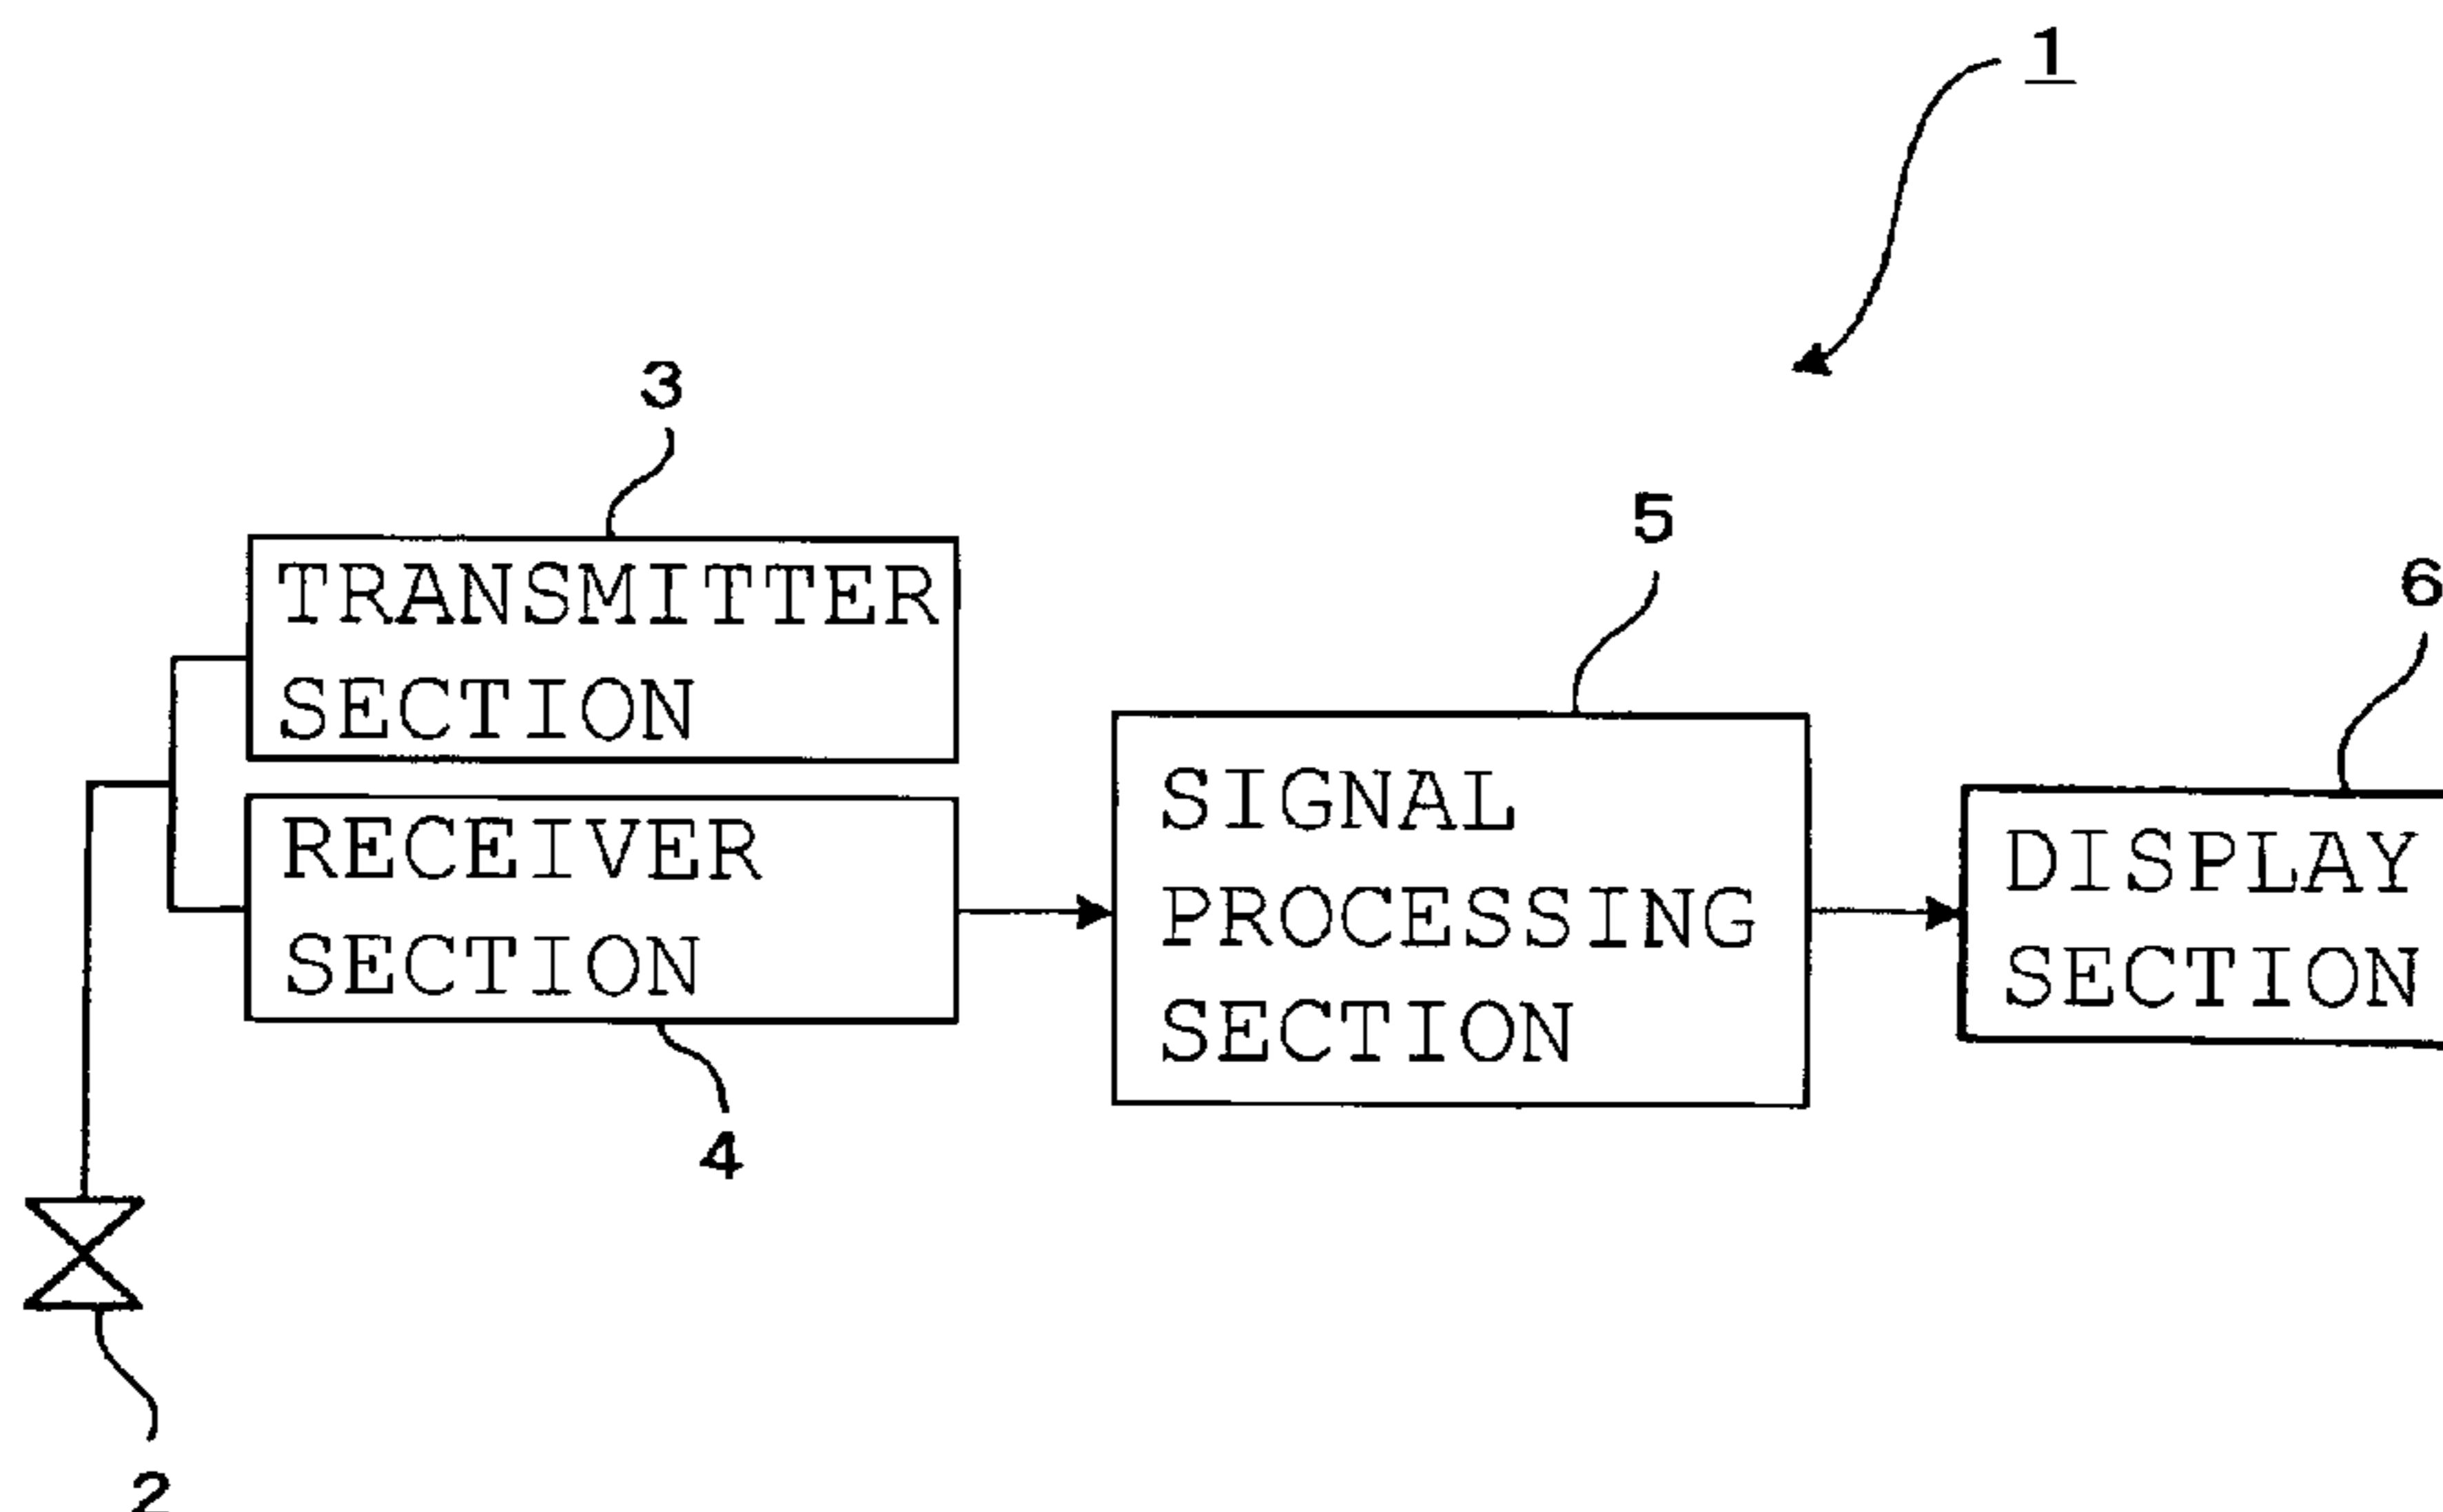 1
3
TRANSMITTER
SECTION
RECEIVER
SECTION
4
5
SIGNAL
PROCESSING
SECTION
6
DISPLAY
SECTION
2